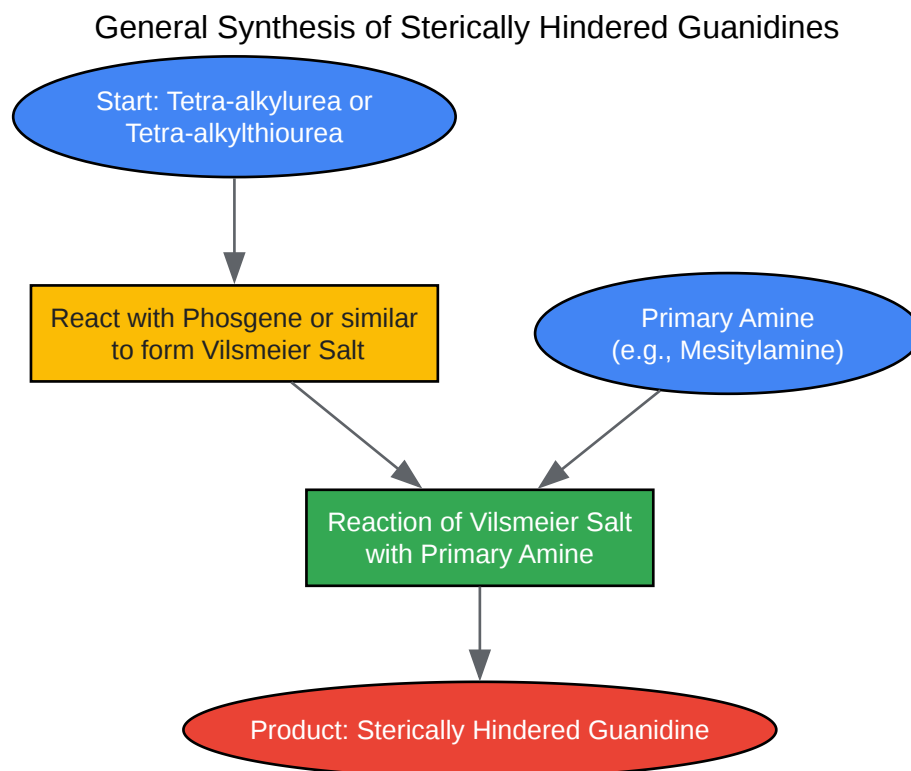 General Synthesis of Sterically Hindered Guanidines
Start: Tetra-alkylurea or
Tetra-alkylthiourea
React with Phosgene or similar
to form Vilsmeier Salt
Primary Amine
(e.g., Mesitylamine)
Reaction of Vilsmeier Salt
with Primary Amine
Product: Sterically Hindered Guanidine